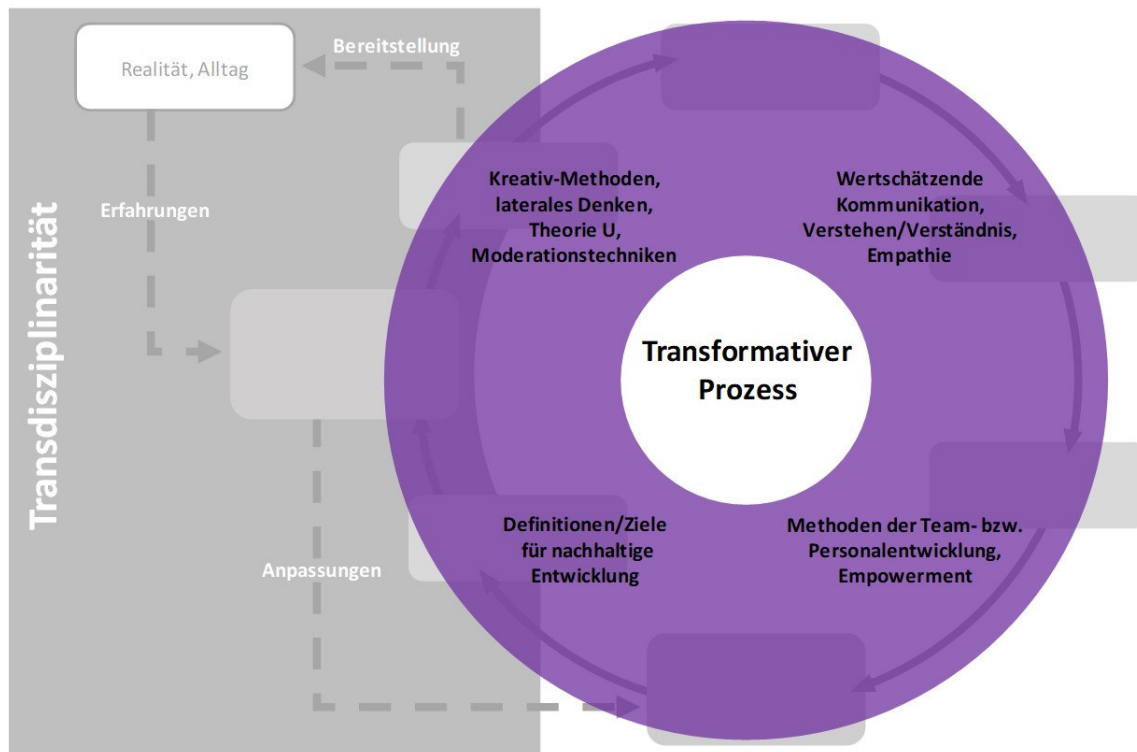 Bereitstellung
Realität, Alltag
Erfahrungen
Transdisziplinarität
Anpassungen
Kreativ-Methoden,
laterales Denken,
Theorie U,
Moderationstechniken
Wertschätzende
Kommunikation,
Verstehen/Verständnis,
Empathie
Transformativer
Prozess
Definitionen/Ziele
für nachhaltige
Entwicklung
Methoden der Team- bzw.
Personalentwicklung,
Empowerment